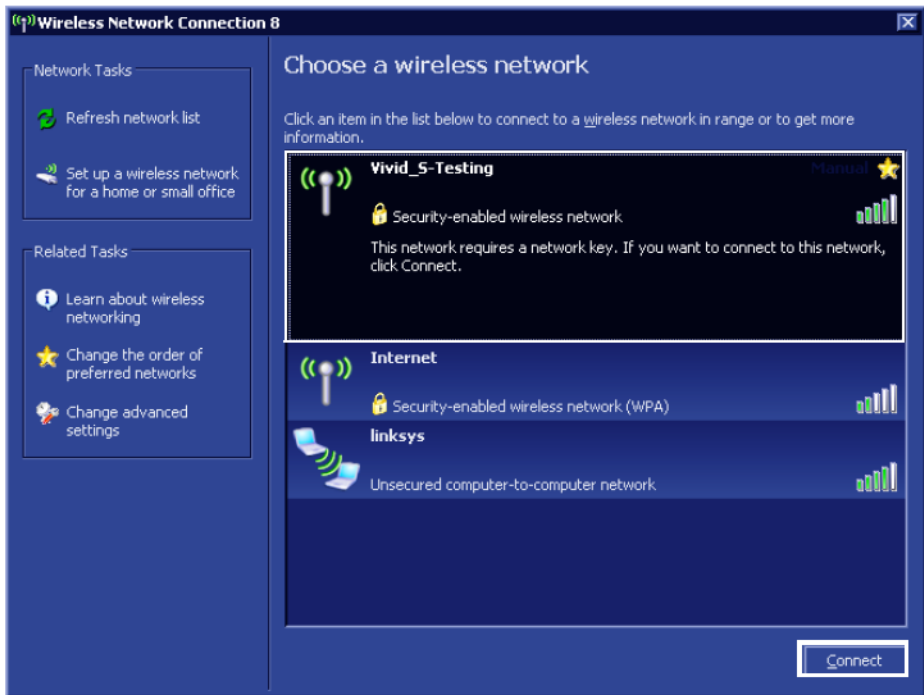 Wireless Network Connection 8
Network Tasks
Refresh network list
Set up a wireless network
for a home or small office
Related Tasks
Learn about wireless
networking
Change the order of
preferred networks
Change advanced
settings
Choose a wireless network
Click an item in the list below to connect to a wireless network in range or to get more
information.
Vivid_S-Testing
Manual
Security-enabled wireless network
This network requires a network key. If you want to connect to this network,
click Connect.
Internet
Security-enabled wireless network (WPA)
linksys
Unsecured computer-to-computer network
Connect